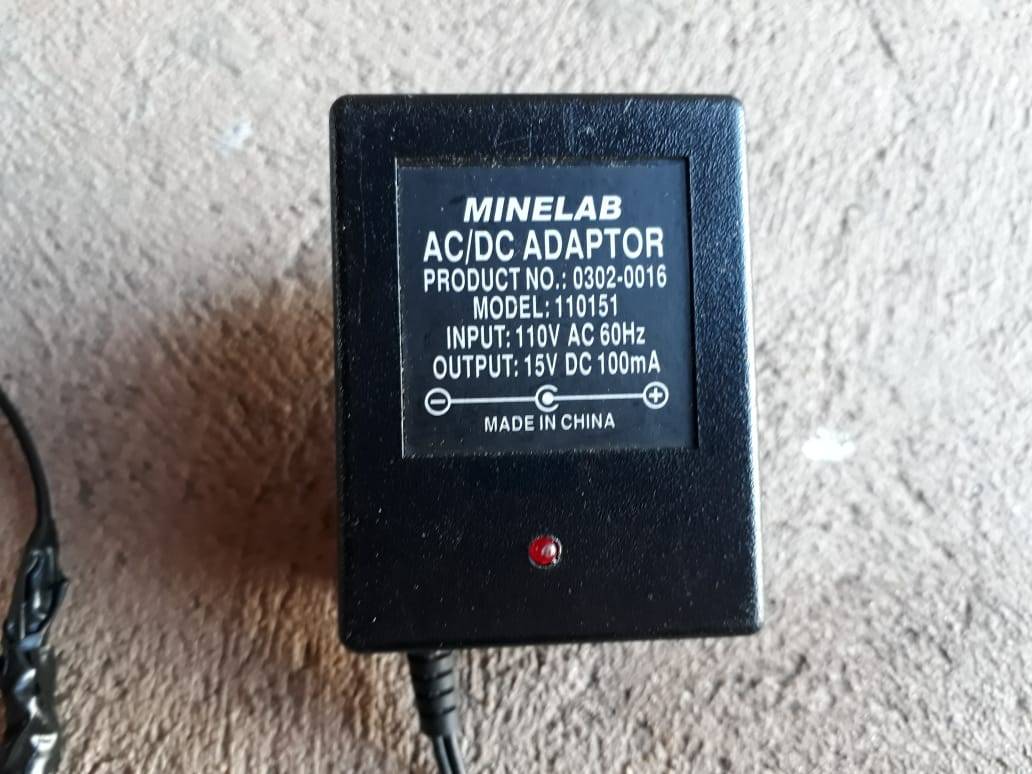 MINELAB
AC/DC ADAPTOR
PRODUCT NO.: 0302-0016
MODEL: 110151
INPUT: 110V AC 60Hz
OUTPUT: 15V DC 100mA
MADE IN CHINA